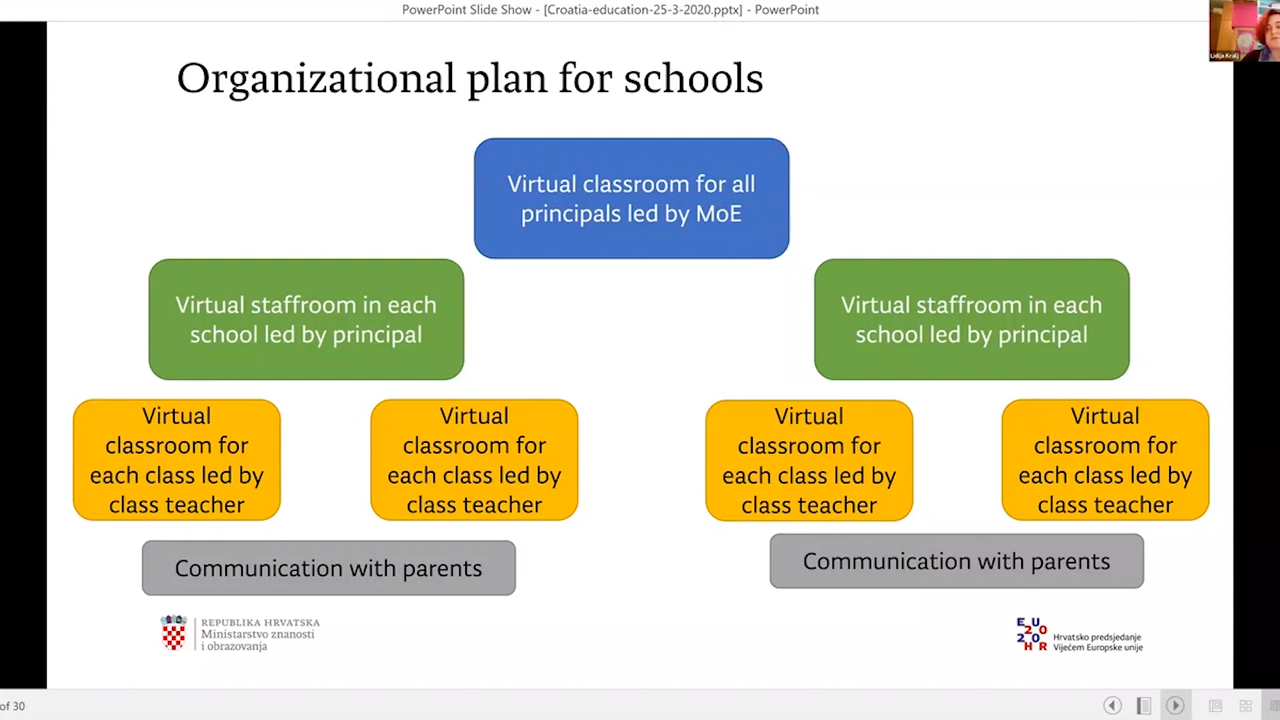 PowerPoint Slide Show - [Croatia-education-25-3-2020.pptx] - PowerPoint
Lidija Kralj
Organizational plan for schools
Virtual classroom for all
principals led by MoE
Virtual staffroom in each
school led by principal
Virtual staffroom in each
school led by principal
Virtual
classroom for
each class led by
class teacher
Virtual
classroom for
each class led by
class teacher
Virtual
classroom for
each class led by
class teacher
Virtual
classroom for
each class led by
class teacher
Communication with parents
Communication with parents
REPUBLIKA HRVATSKA
Ministarstvo znanosti
i obrazovanja
EU
20
20
HR
Hrvatsko predsjedanje
Vijećem Europske unije
of 30